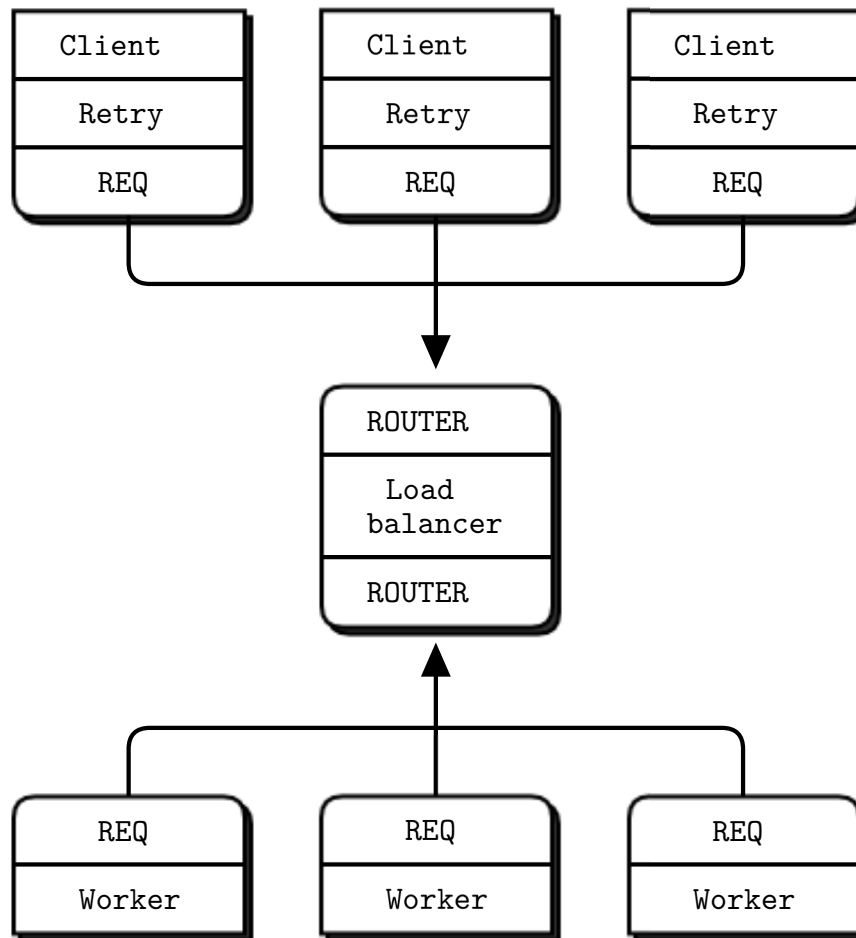 Client
Client
Client
Retry
Retry
Retry
REQ
REQ
REQ
ROUTER
Load
balancer
ROUTER
REQ
REQ
REQ
Worker
Worker
Worker